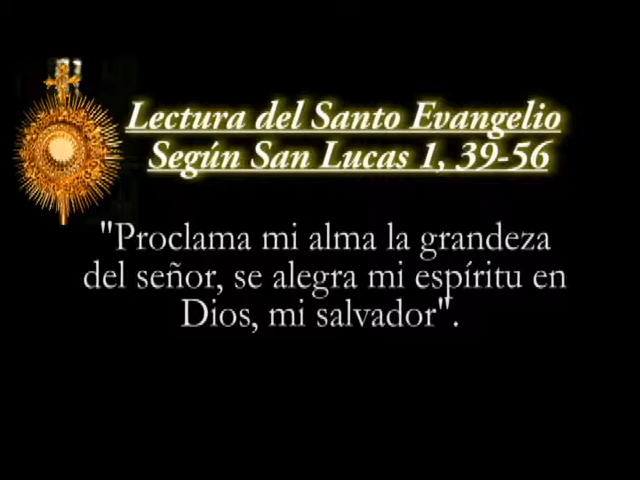 Lectura del Santo Evangelio
Según San Lucas 1, 39-56
"Proclama mi alma la grandeza
del señor, se alegra mi espíritu en
Dios, mi salvador".